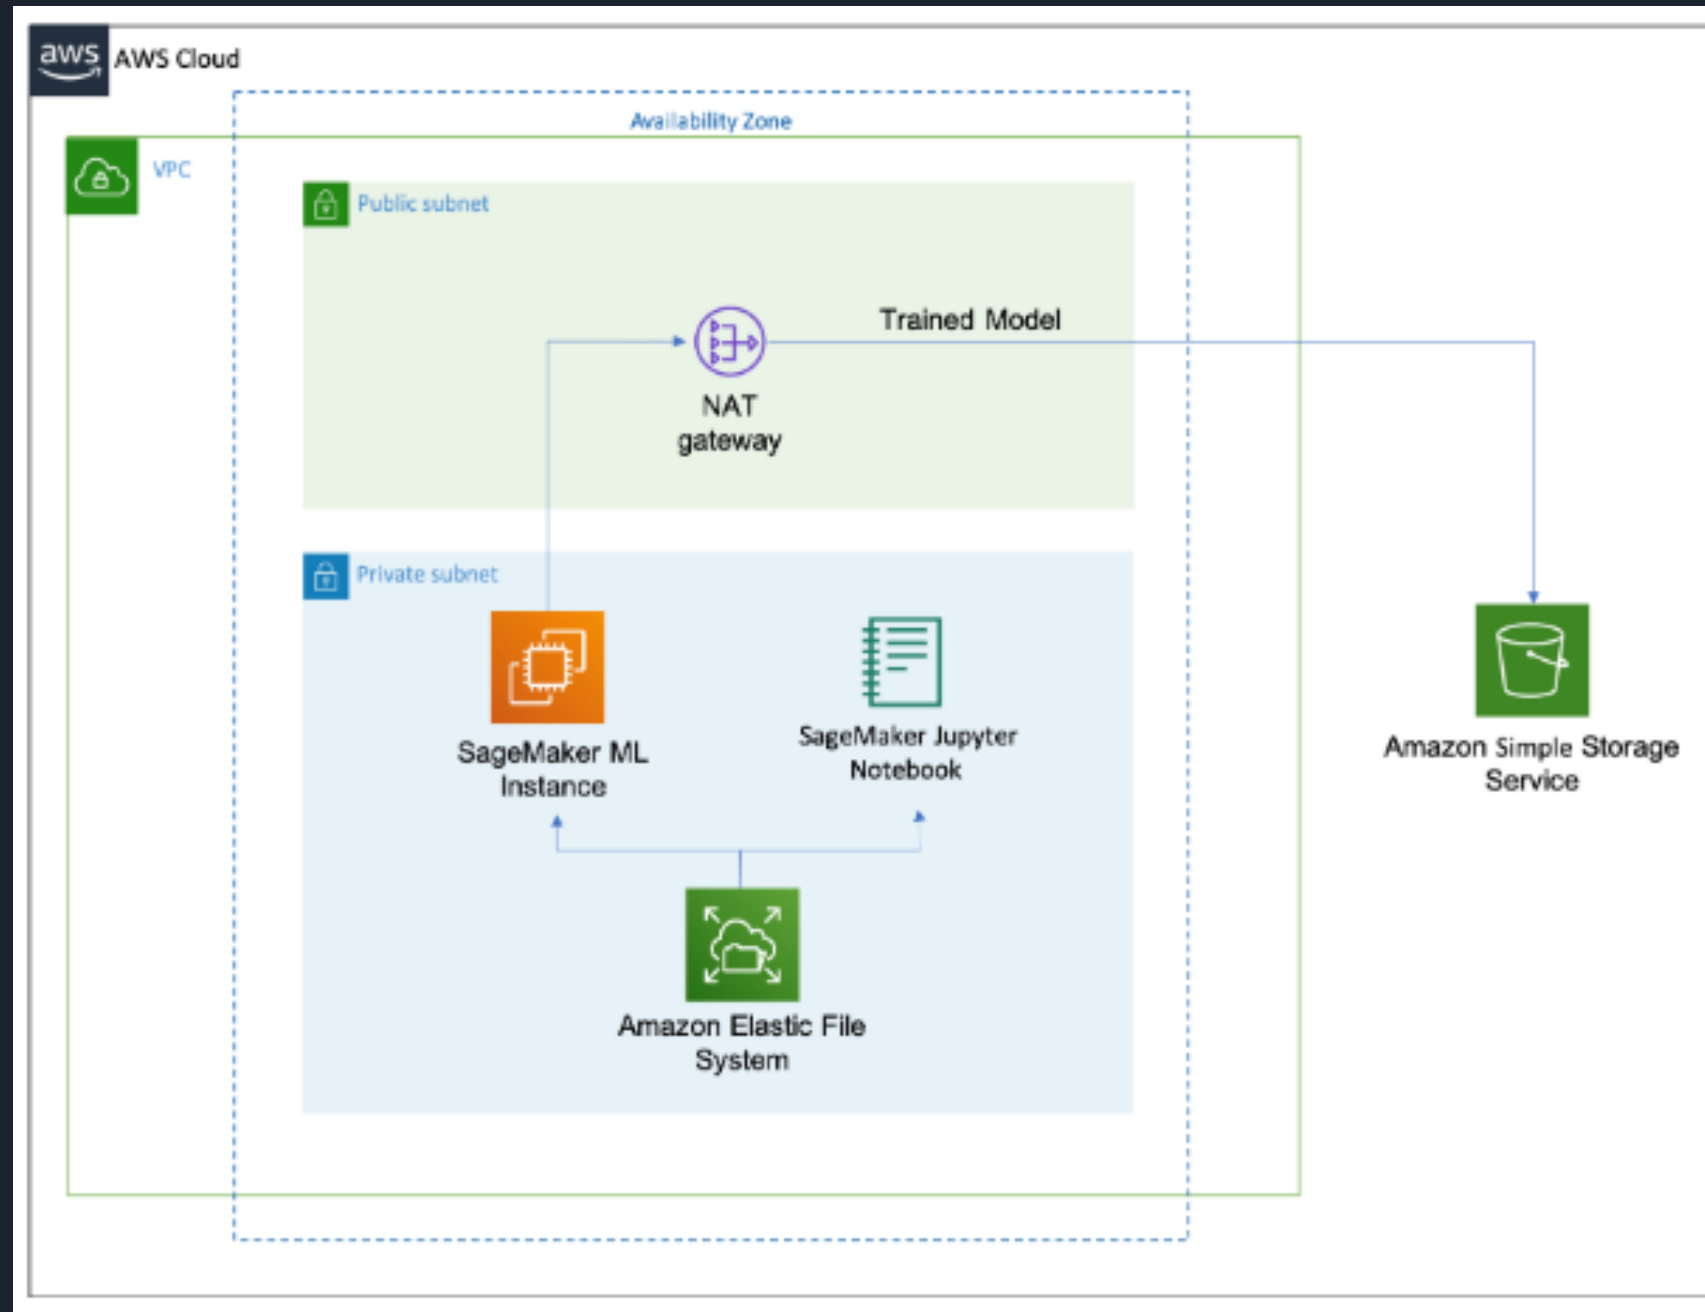 aws
AWS Cloud
Availability Zone
VPC
Public subnet
Trained Model
NAT
gateway
Private subnet
SageMaker ML
Instance
SageMaker Jupyter
Notebook
Amazon Simple Storage
Service
Amazon Elastic File
System